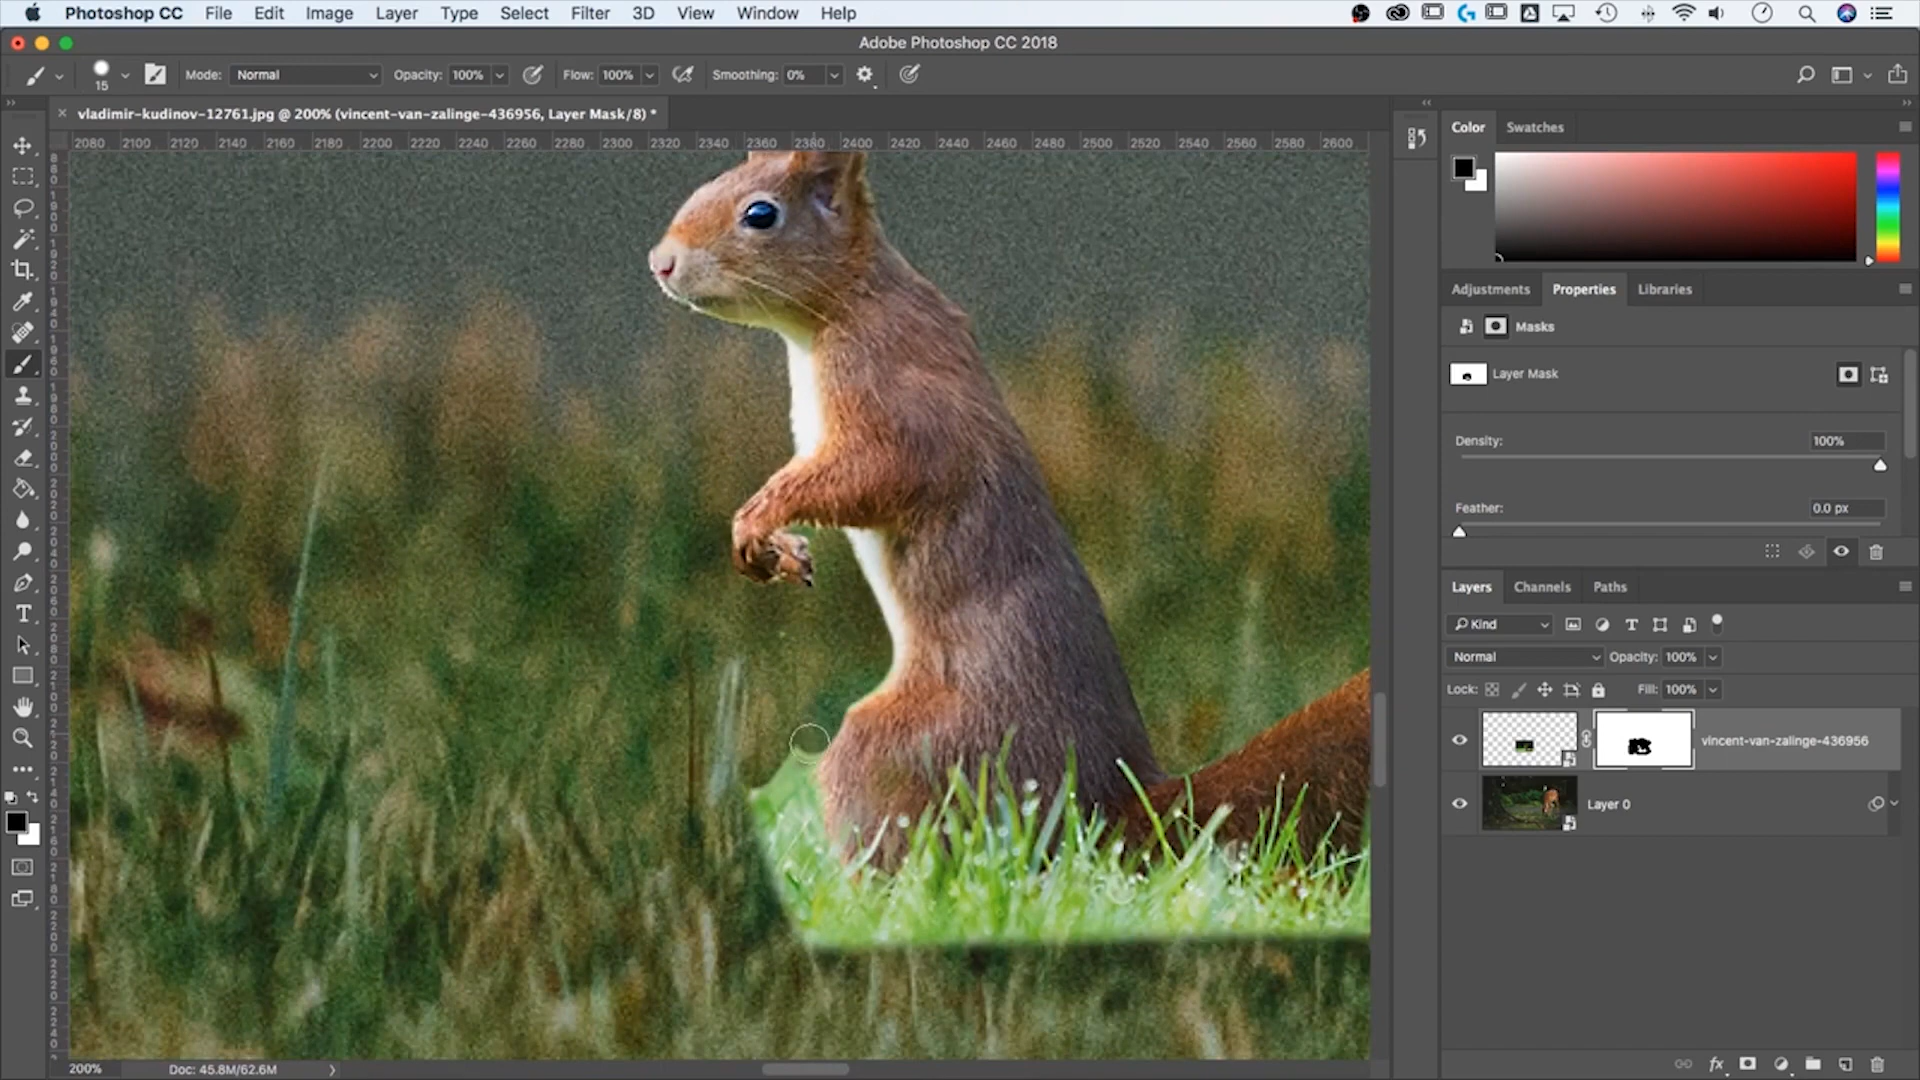 Photoshop CC File Edit Image Layer Type Select Filter 3D View Window Help
Adobe Photoshop CC 2018
15 Mode: Normal Opacity: 100% Flow: 100% Smoothing: 0%
vladimir-kudinov-12761.jpg @ 200% (vincent-van-zalinge-436956, Layer Mask/8) *
2080 2100 2120 2140 2160 2180 2200 2220 2240 2260 2280 2300 2320 2340 2360 2380 2400 2420 2440 2460 2480 2500 2520 2540 2560 2580 2600
Color Swatches
Adjustments Properties Libraries
Masks
Layer Mask
Density: 100%
Feather: 0.0 px
Layers Channels Paths
Kind
Normal Opacity: 100%
Lock: Fill: 100%
vincent-van-zalinge-436956
Layer 0
200% Doc: 45.8M/62.6M